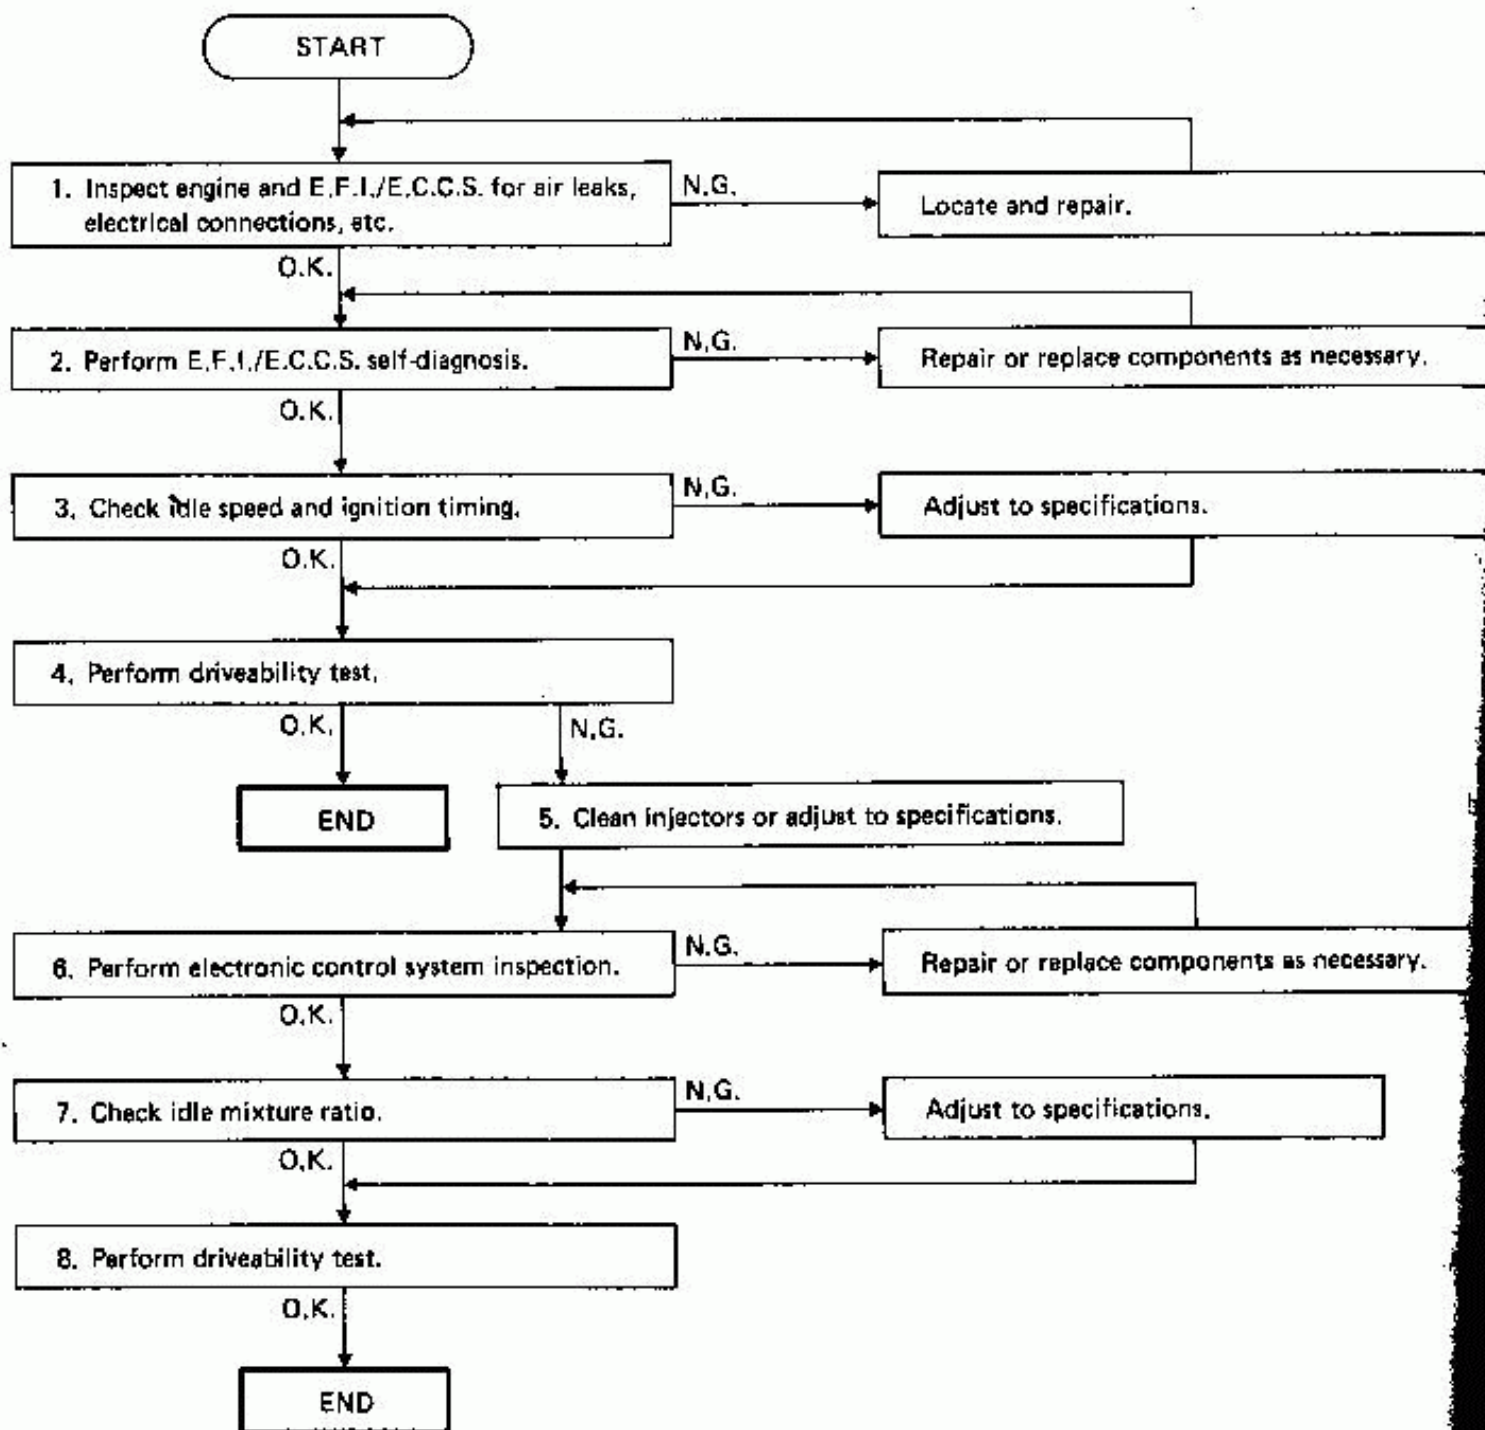 START
1. Inspect engine and E.F.I./E.C.C.S. for air leaks,
electrical connections, etc.
N.G.
Locate and repair.
O.K.
2. Perform E.F.I./E.C.C.S. self-diagnosis.
N.G.
Repair or replace components as necessary.
O.K.
3. Check idle speed and ignition timing.
N.G.
Adjust to specifications.
O.K.
4. Perform driveability test.
O.K.
N.G.
END
5. Clean injectors or adjust to specifications.
6. Perform electronic control system inspection.
N.G.
Repair or replace components as necessary.
O.K.
7. Check idle mixture ratio.
N.G.
Adjust to specifications.
O.K.
8. Perform driveability test.
O.K.
END